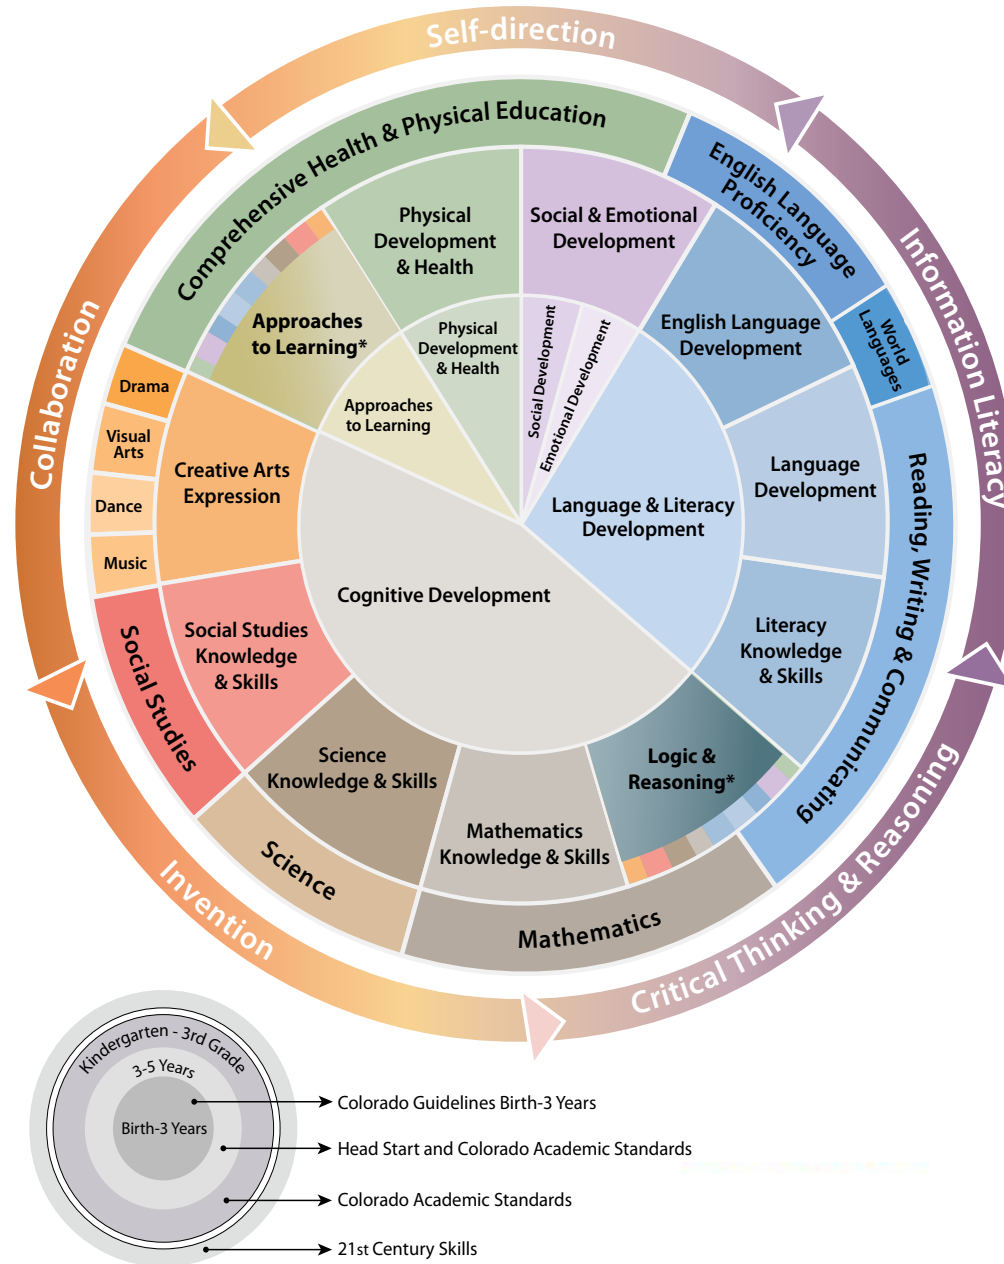 Self-direction
Information Literacy
Critical Thinking & Reasoning
Invention
Collaboration
Comprehensive Health & Physical Education
English Language
Proficiency
World
Languages
Reading, Writing & Communicating
Mathematics
Science
Social Studies
Music
Dance
Visual
Arts
Drama
Physical
Development
& Health
Social & Emotional
Development
English Language
Development
Language
Development
Literacy
Knowledge
& Skills
Logic &
Reasoning*
Mathematics
Knowledge & Skills
Science
Knowledge & Skills
Social Studies
Knowledge
& Skills
Creative Arts
Expression
Approaches
to Learning*
Physical
Development
& Health
Social Development
Emotional Development
Language & Literacy
Development
Cognitive Development
Approaches
to Learning
Kindergarten - 3rd Grade
3-5 Years
Birth-3 Years
Colorado Guidelines Birth-3 Years
Head Start and Colorado Academic Standards
Colorado Academic Standards
21st Century Skills